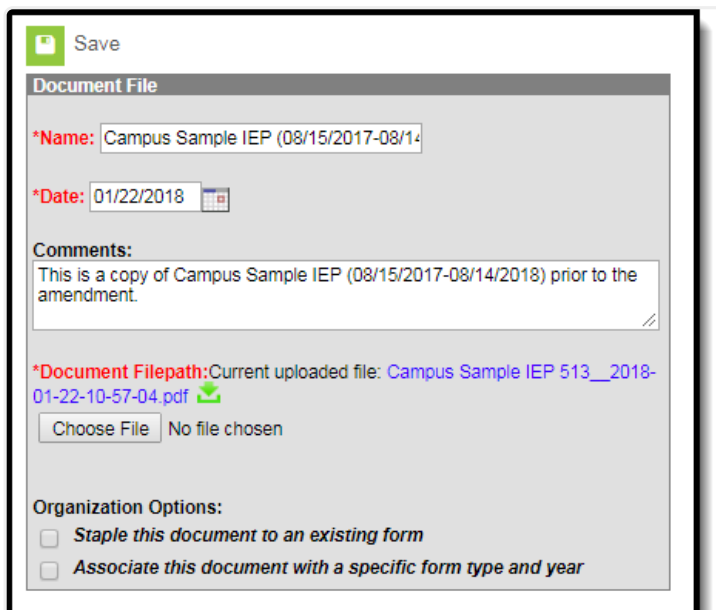 Save
Document File
*Name: Campus Sample IEP (08/15/2017-08/14
*Date: 01/22/2018
Comments:
This is a copy of Campus Sample IEP (08/15/2017-08/14/2018) prior to the
amendment.
*Document Filepath:Current uploaded file: Campus Sample IEP 513__2018-
01-22-10-57-04.pdf
Choose File No file chosen
Organization Options:
Staple this document to an existing form
Associate this document with a specific form type and year